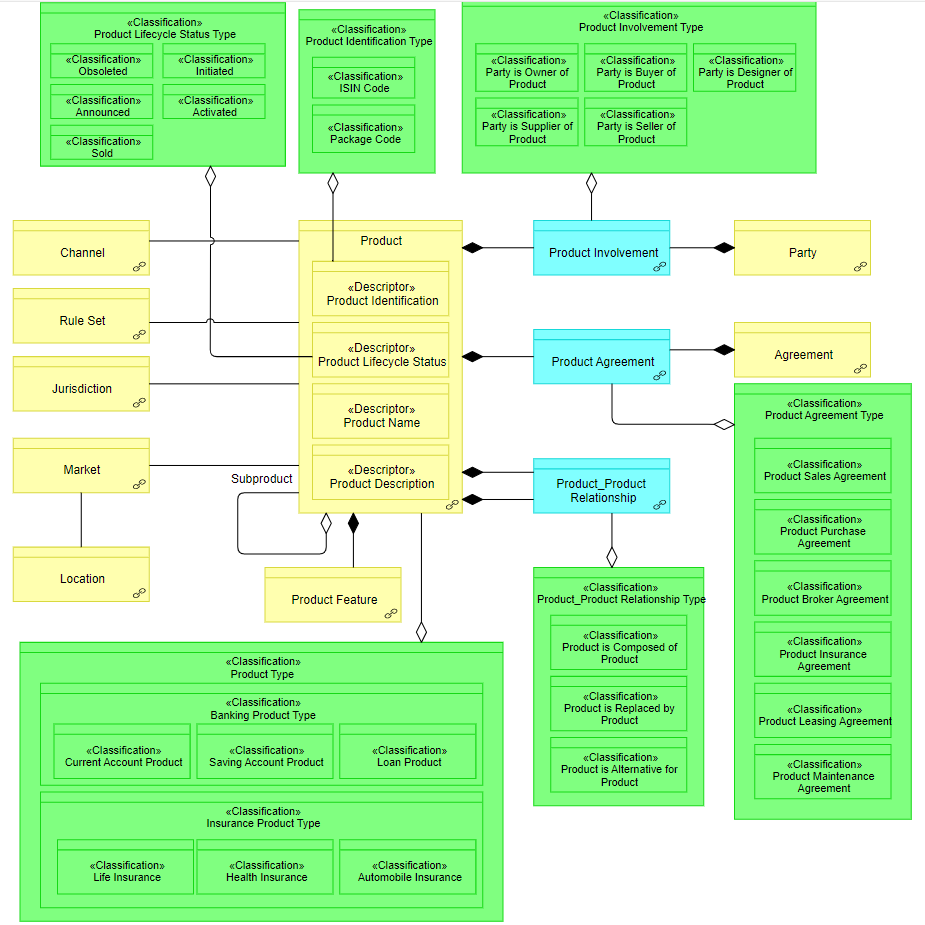 «Classification»
Product Lifecycle Status Type
«Classification»
Obsoleted
«Classification»
Initiated
«Classification»
Announced
«Classification»
Activated
«Classification»
Sold
«Classification»
Product Identification Type
«Classification»
ISIN Code
«Classification»
Package Code
«Classification»
Product Involvement Type
«Classification»
Party is Owner of
Product
«Classification»
Party is Buyer of
Product
«Classification»
Party is Designer of
Product
«Classification»
Party is Supplier of
Product
«Classification»
Party is Seller of
Product
Channel
Rule Set
Jurisdiction
Market
Location
Product
«Descriptor»
Product Identification
«Descriptor»
Product Lifecycle Status
«Descriptor»
Product Name
«Descriptor»
Product Description
Subproduct
Product Feature
Product Involvement
Party
Product Agreement
Agreement
Product_Product
Relationship
«Classification»
Product Agreement Type
«Classification»
Product Sales Agreement
«Classification»
Product Purchase
Agreement
«Classification»
Product Broker Agreement
«Classification»
Product Insurance
Agreement
«Classification»
Product Leasing Agreement
«Classification»
Product Maintenance
Agreement
«Classification»
Product_Product Relationship Type
«Classification»
Product is Composed of
Product
«Classification»
Product is Replaced by
Product
«Classification»
Product is Alternative for
Product
«Classification»
Product Type
«Classification»
Banking Product Type
«Classification»
Current Account Product
«Classification»
Saving Account Product
«Classification»
Loan Product
«Classification»
Insurance Product Type
«Classification»
Life Insurance
«Classification»
Health Insurance
«Classification»
Automobile Insurance